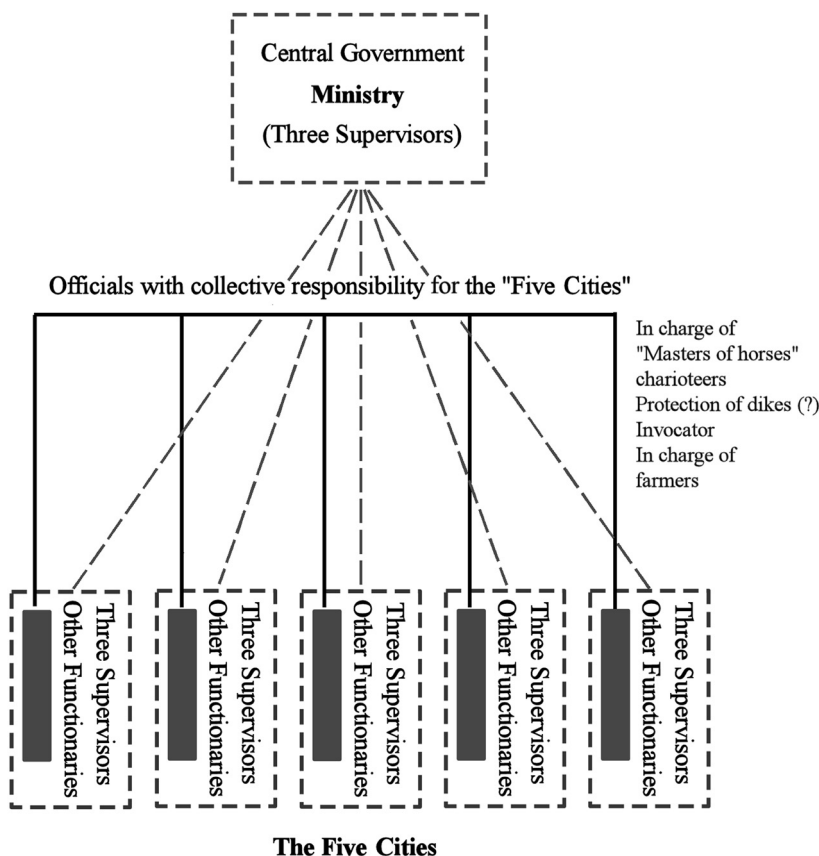 Central Government
Ministry
(Three Supervisors)
Officials with collective responsibility for the "Five Cities"
In charge of
"Masters of horses"
charioteers
Protection of dikes (?)
Invocator
In charge of
farmers
Three Supervisors
Other Functionaries
Three Supervisors
Other Functionaries
Three Supervisors
Other Functionaries
Three Supervisors
Other Functionaries
Three Supervisors
Other Functionaries
The Five Cities